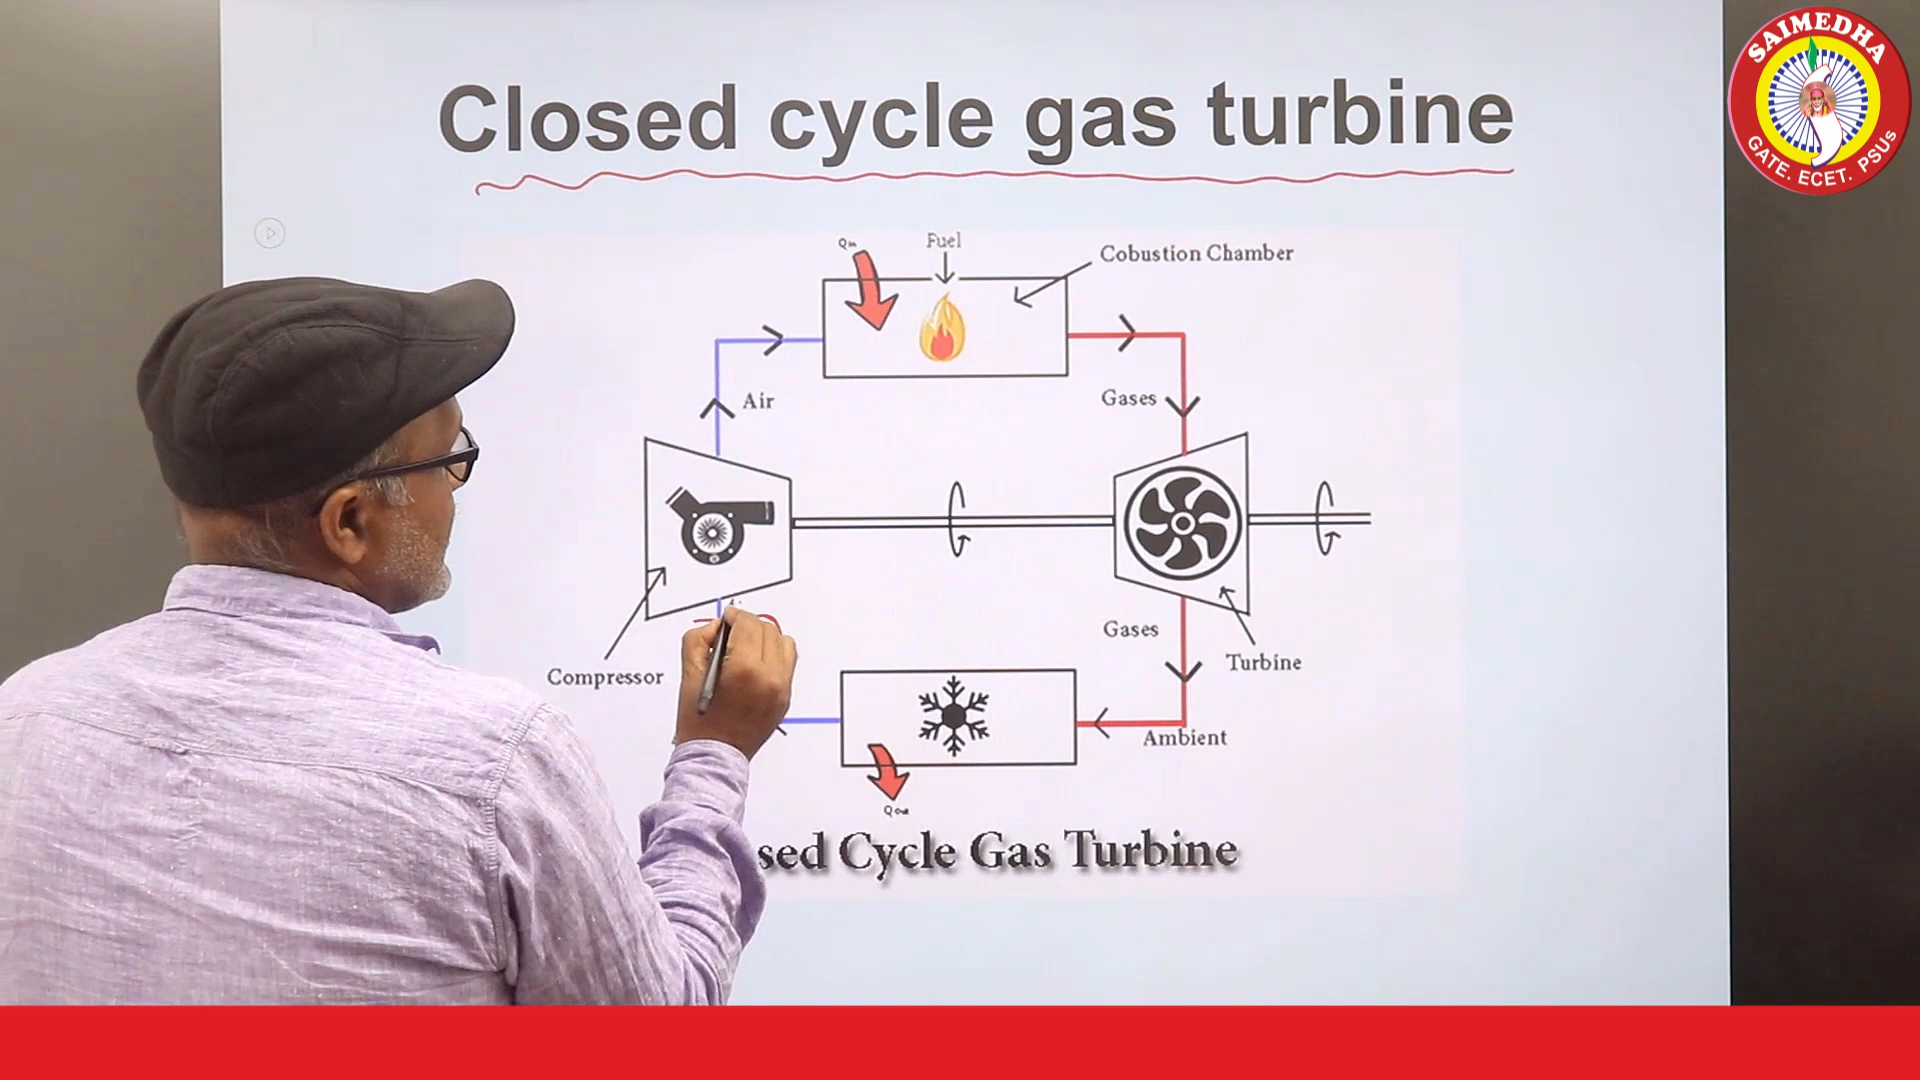 SAIMEDHA
GATE. ECET. PSUs
Closed cycle gas turbine
Qin
Fuel
Cobustion Chamber
Air
Gases
Gases
Compressor
Turbine
Ambient
Q out
sed Cycle Gas Turbine